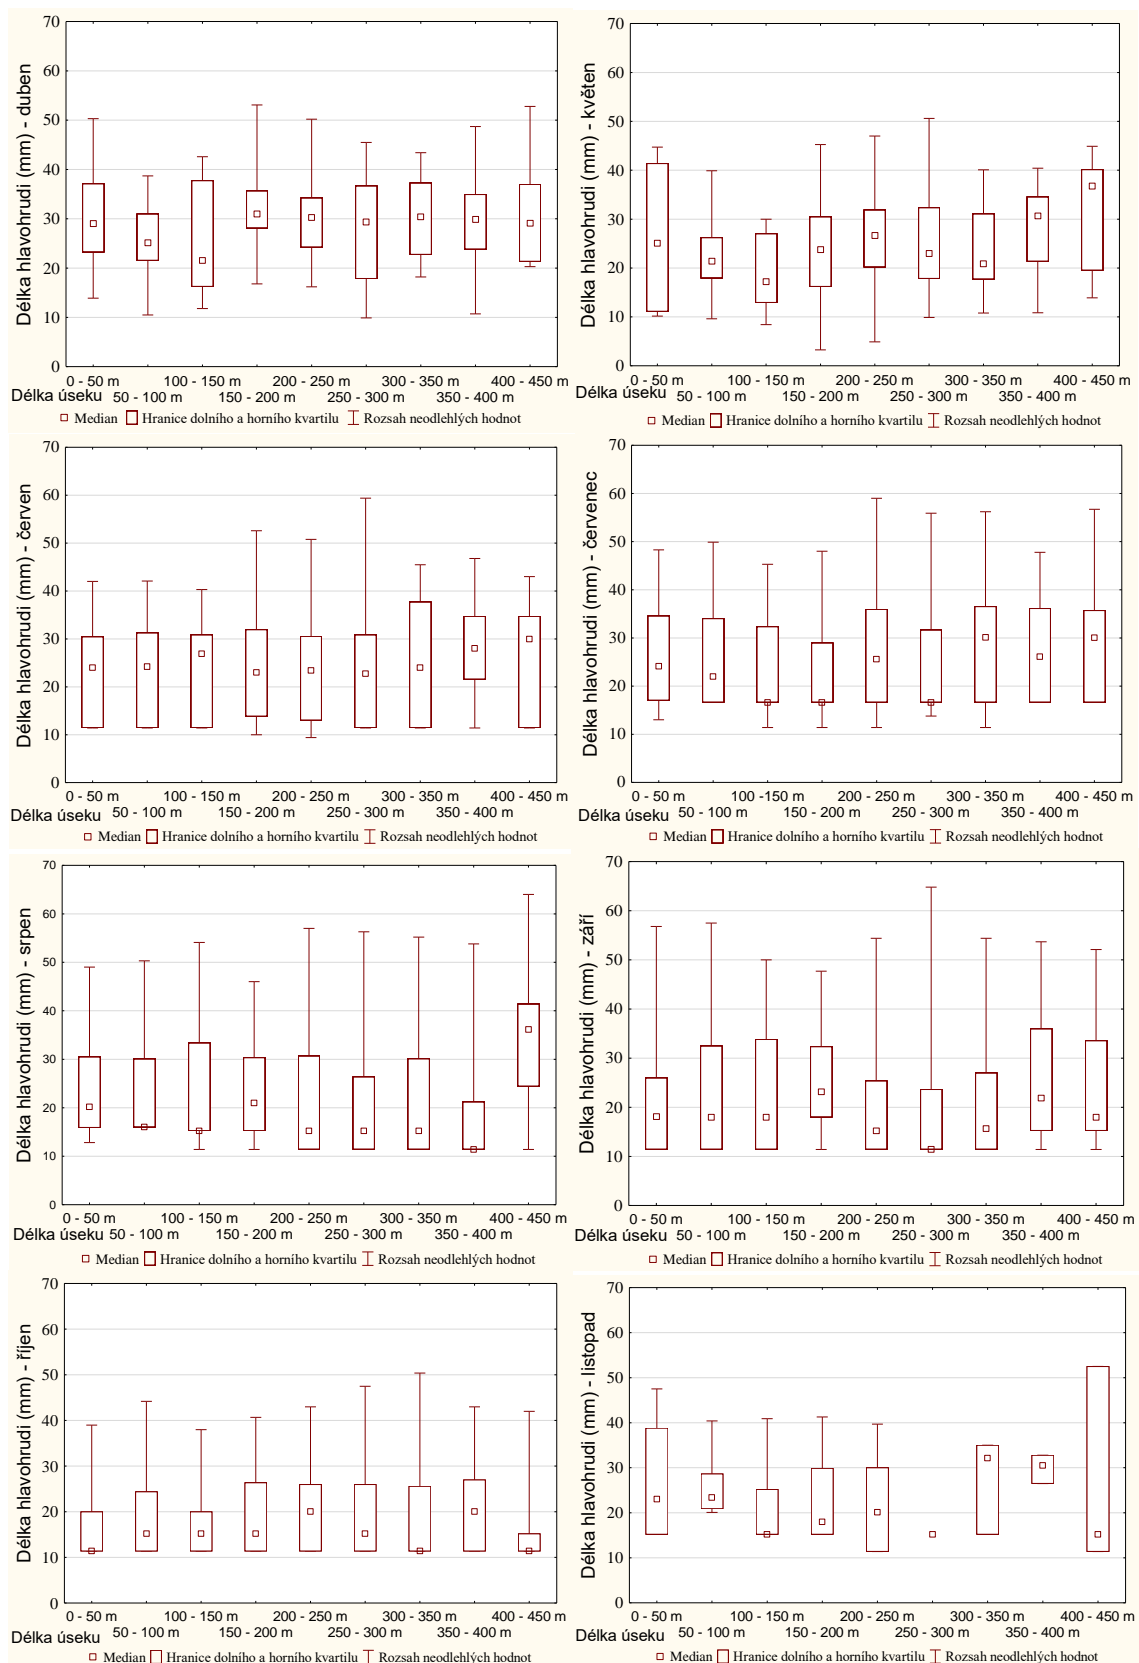 Délka hlavohrudi (mm) - duben
70
60
50
40
30
20
10
0
0 - 50 m 100 - 150 m 200 - 250 m 300 - 350 m 400 - 450 m
Délka úseku 50 - 100 m 150 - 200 m 250 - 300 m 350 - 400 m
Median Hranice dolního a horního kvartilu Rozsah neodlehlých hodnot
Délka hlavohrudi (mm) - květen
70
60
50
40
30
20
10
0
0 - 50 m 100 - 150 m 200 - 250 m 300 - 350 m 400 - 450 m
Délka úseku 50 - 100 m 150 - 200 m 250 - 300 m 350 - 400 m
Median Hranice dolního a horního kvartilu Rozsah neodlehlých hodnot
Délka hlavohrudi (mm) - červen
70
60
50
40
30
20
10
0
0 - 50 m 100 - 150 m 200 - 250 m 300 - 350 m 400 - 450 m
Délka úseku 50 - 100 m 150 - 200 m 250 - 300 m 350 - 400 m
Median Hranice dolního a horního kvartilu Rozsah neodlehlých hodnot
Délka hlavohrudi (mm) - červenec
70
60
50
40
30
20
10
0
0 - 50 m 100 - 150 m 200 - 250 m 300 - 350 m 400 - 450 m
Délka úseku 50 - 100 m 150 - 200 m 250 - 300 m 350 - 400 m
Median Hranice dolního a horního kvartilu Rozsah neodlehlých hodnot
Délka hlavohrudi (mm) - srpen
70
60
50
40
30
20
10
0
0 - 50 m 100 - 150 m 200 - 250 m 300 - 350 m 400 - 450 m
Délka úseku 50 - 100 m 150 - 200 m 250 - 300 m 350 - 400 m
Median Hranice dolního a horního kvartilu Rozsah neodlehlých hodnot
Délka hlavohrudi (mm) - září
70
60
50
40
30
20
10
0
0 - 50 m 100 - 150 m 200 - 250 m 300 - 350 m 400 - 450 m
Délka úseku 50 - 100 m 150 - 200 m 250 - 300 m 350 - 400 m
Median Hranice dolního a horního kvartilu Rozsah neodlehlých hodnot
Délka hlavohrudi (mm) - říjen
70
60
50
40
30
20
10
0
0 - 50 m 100 - 150 m 200 - 250 m 300 - 350 m 400 - 450 m
Délka úseku 50 - 100 m 150 - 200 m 250 - 300 m 350 - 400 m
Median Hranice dolního a horního kvartilu Rozsah neodlehlých hodnot
Délka hlavohrudi (mm) - listopad
70
60
50
40
30
20
10
0
0 - 50 m 100 - 150 m 200 - 250 m 300 - 350 m 400 - 450 m
Délka úseku 50 - 100 m 150 - 200 m 250 - 300 m 350 - 400 m
Median Hranice dolního a horního kvartilu Rozsah neodlehlých hodnot